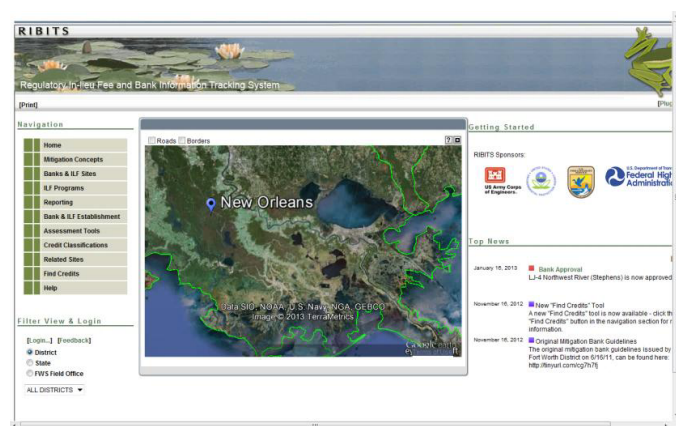 RIBITS
Regulatory In-lieu Fee and Bank Information Tracking System
[Print]
[Plug
Navigation
Home
Mitigation Concepts
Banks & ILF Sites
ILF Programs
Reporting
Bank & ILF Establishment
Assessment Tools
Credit Classifications
Related Sites
Find Credits
Help
Filter View & Login
[Login...] [Feedback]
District
State
FWS Field Office
ALL DISTRICTS
Roads Borders
New Orleans
Data SIO, NOAA, U.S. Navy, NGA, GEBCO
Image © 2013 TerraMetrics
Getting Started
RIBITS Sponsors:
US Army Corps
of Engineers.
U.S. Department of Trans
Federal High
Administratio
Top News
January 16, 2013
Bank Approval
LJ-4 Northwest River (Stephens) is now approved
November 16, 2012
New "Find Credits" Tool
A new "Find Credits" tool is now available - click th
"Find Credits" button in the navigation section for m
information.
November 16, 2012
Original Mitigation Bank Guidelines
The original mitigation bank guidelines issued by
Fort Worth District on 6/16/11, can be found here:
http://tinyurl.com/cg7h7fj